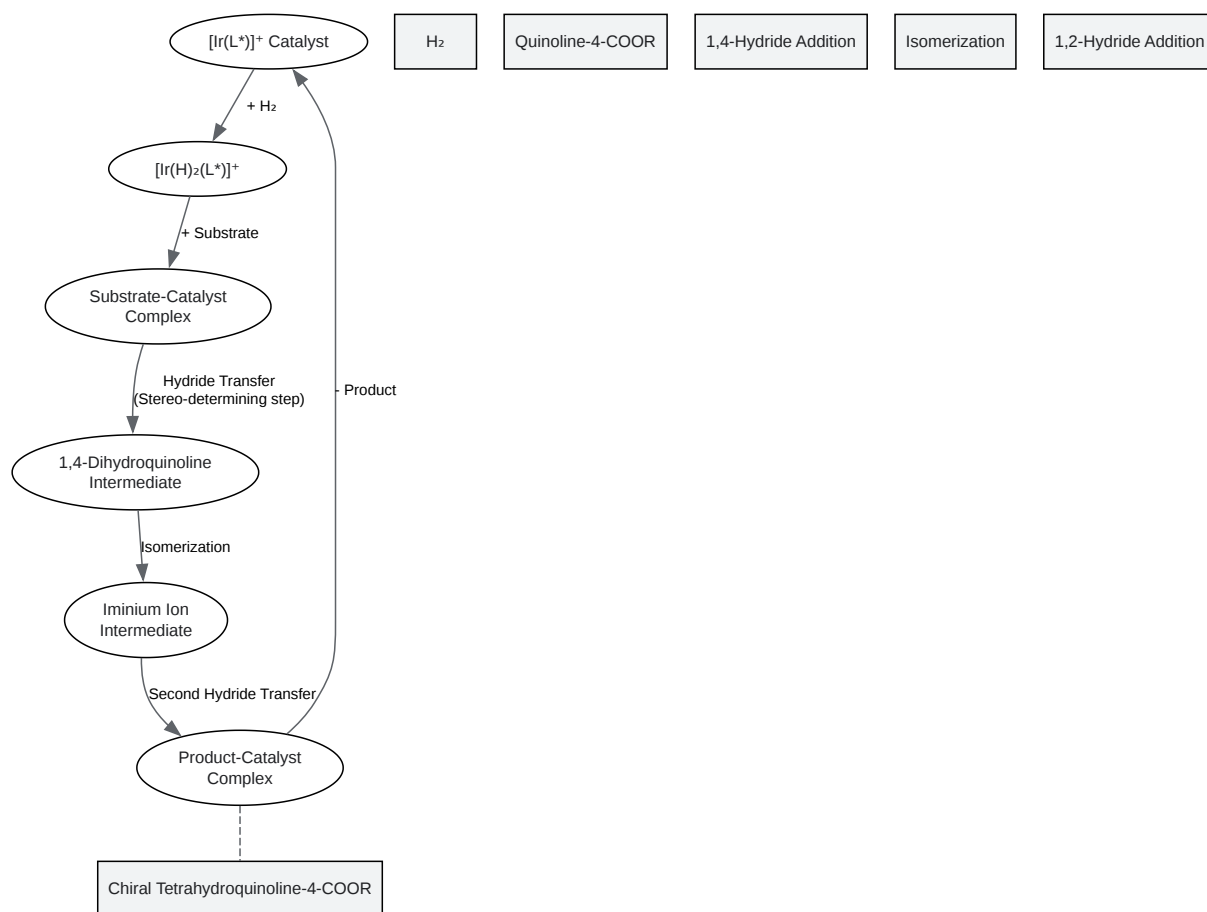 [Ir(L*)]⁺ Catalyst
H₂
Quinoline-4-COOR
1,4-Hydride Addition
Isomerization
1,2-Hydride Addition
+ H₂
[Ir(H)₂(L*)]⁺
+ Substrate
Substrate-Catalyst
Complex
Hydride Transfer
(Stereo-determining step)
- Product
1,4-Dihydroquinoline
Intermediate
Isomerization
Iminium Ion
Intermediate
Second Hydride Transfer
Product-Catalyst
Complex
Chiral Tetrahydroquinoline-4-COOR